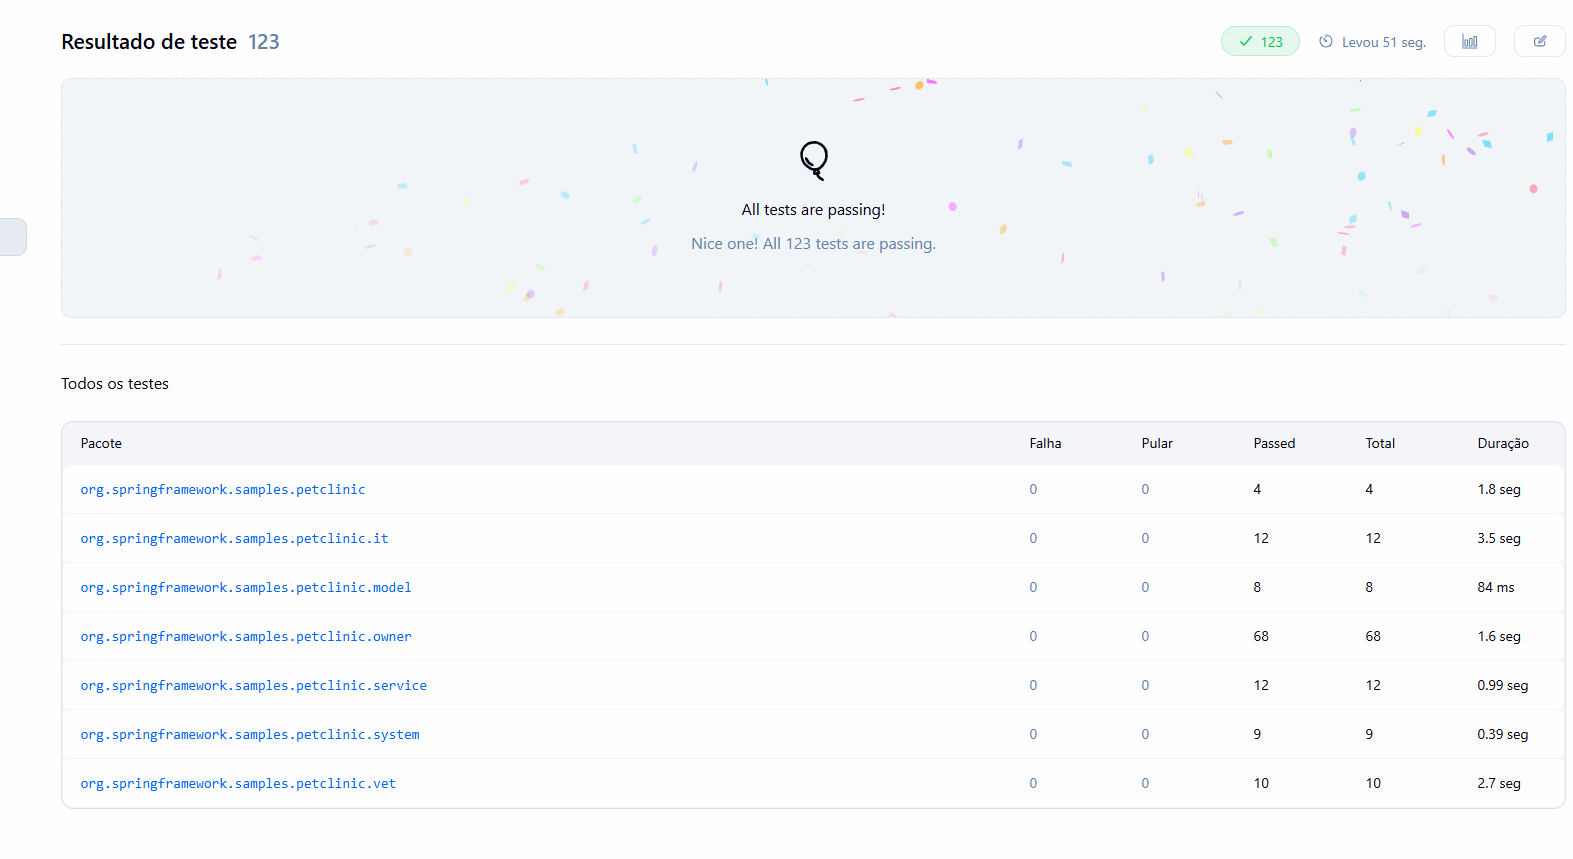 Resultado de teste 123
123
Levou 51 seg.
All tests are passing!
Nice one! All 123 tests are passing.
Todos os testes
Pacote Falha Pular Passed Total Duração
org.springframework.samples.petclinic 0 0 4 4 1.8 seg
org.springframework.samples.petclinic.it 0 0 12 12 3.5 seg
org.springframework.samples.petclinic.model 0 0 8 8 84 ms
org.springframework.samples.petclinic.owner 0 0 68 68 1.6 seg
org.springframework.samples.petclinic.service 0 0 12 12 0.99 seg
org.springframework.samples.petclinic.system 0 0 9 9 0.39 seg
org.springframework.samples.petclinic.vet 0 0 10 10 2.7 seg